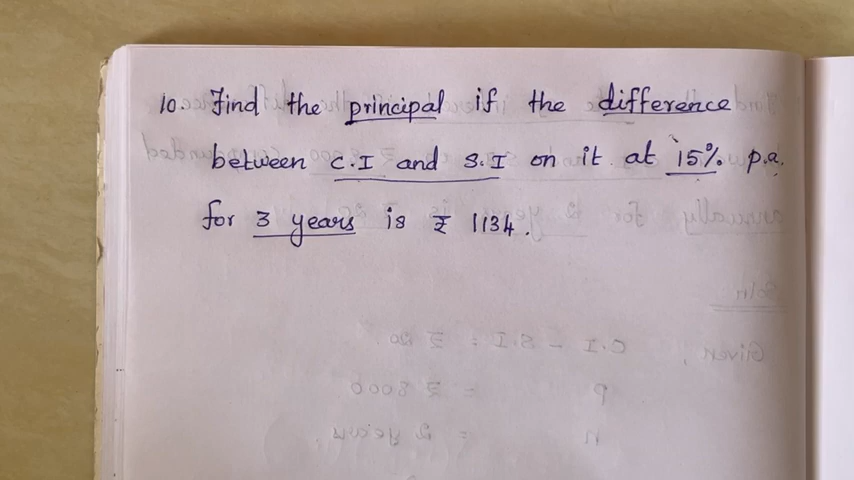 10. Find the principal if the difference
between C.I and S.I on it at 15% p.a.
for 3 years is ₹ 1134.